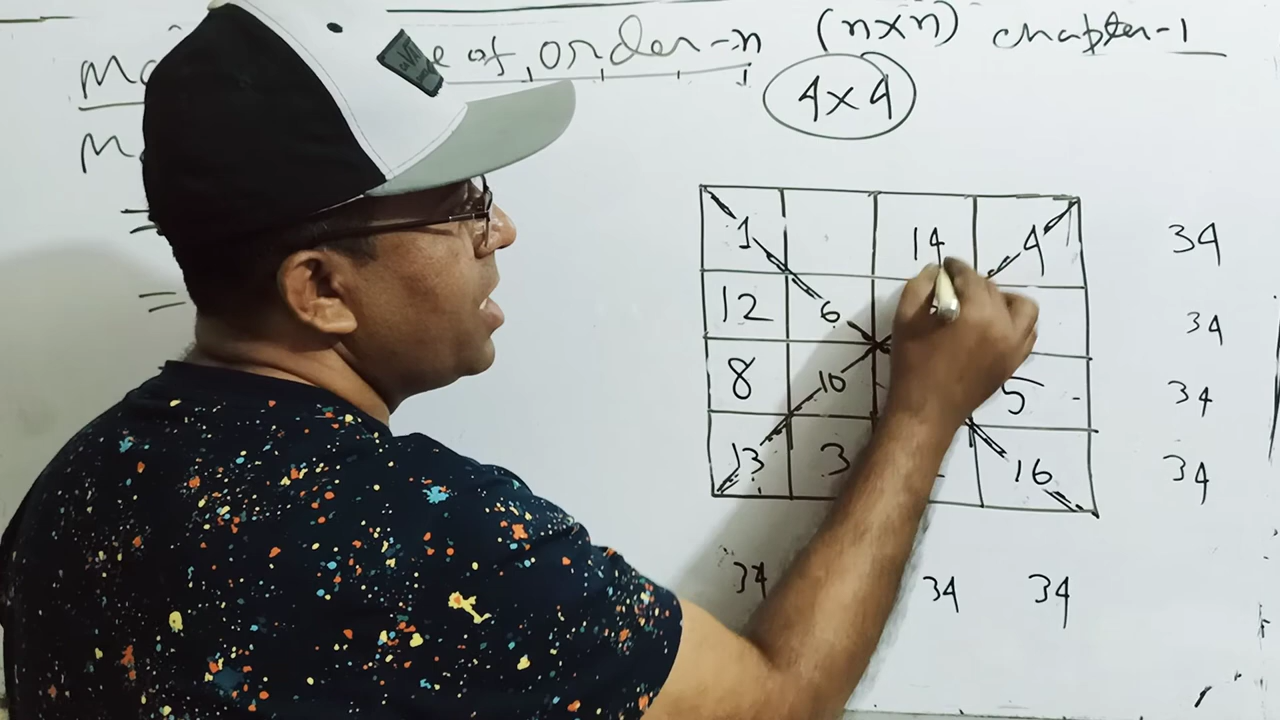 of order-n (n×n) chapter-1
4×4
1 14 4 34
12 6 34
8 10 5 34
13 3 16 34
34 34 34